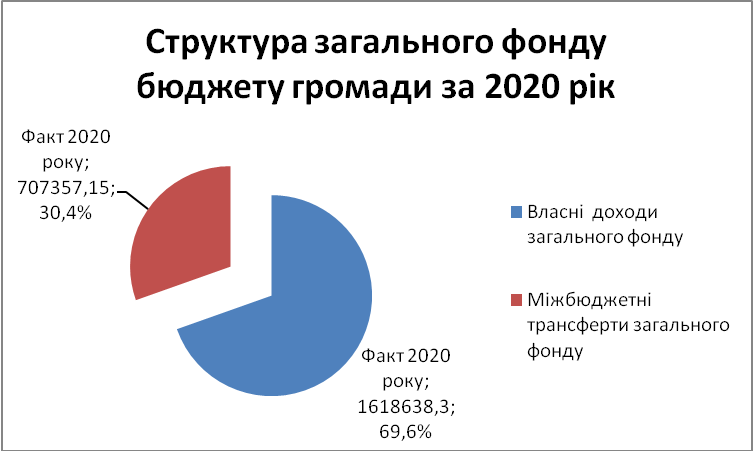 Структура загального фонду
бюджету громади за 2020 рік
Факт 2020
року;
707357,15;
30,4%
Власні доходи
загального фонду
Міжбюджетні
трансферти загального
фонду
Факт 2020
року;
1618638,3;
69,6%